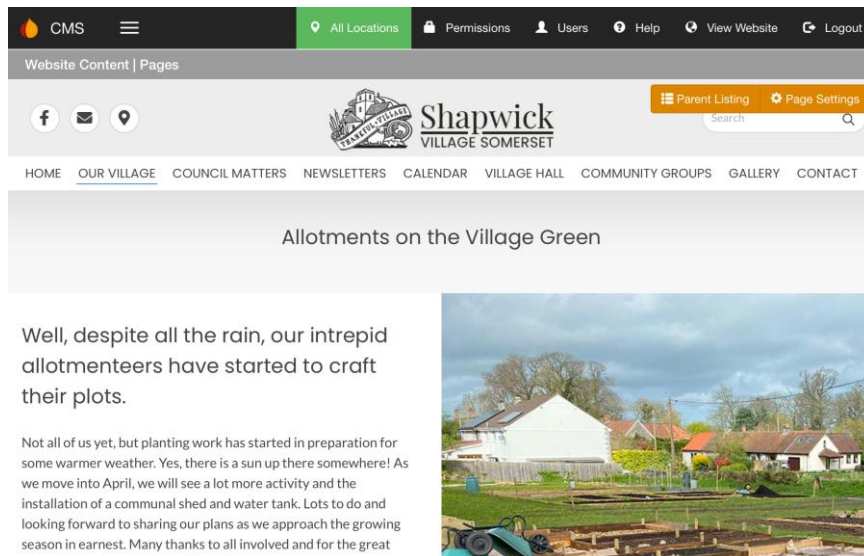 CMS All Locations Permissions Users Help View Website Logout
Website Content | Pages
Parent Listing Page Settings
THANKFUL VILLAGE
Shapwick
VILLAGE SOMERSET
Search
HOME OUR VILLAGE COUNCIL MATTERS NEWSLETTERS CALENDAR VILLAGE HALL COMMUNITY GROUPS GALLERY CONTACT
Allotments on the Village Green
Well, despite all the rain, our intrepid
allotmenteers have started to craft
their plots.
Not all of us yet, but planting work has started in preparation for
some warmer weather. Yes, there is a sun up there somewhere! As
we move into April, we will see a lot more activity and the
installation of a communal shed and water tank. Lots to do and
looking forward to sharing our plans as we approach the growing
season in earnest. Many thanks to all involved and for the great